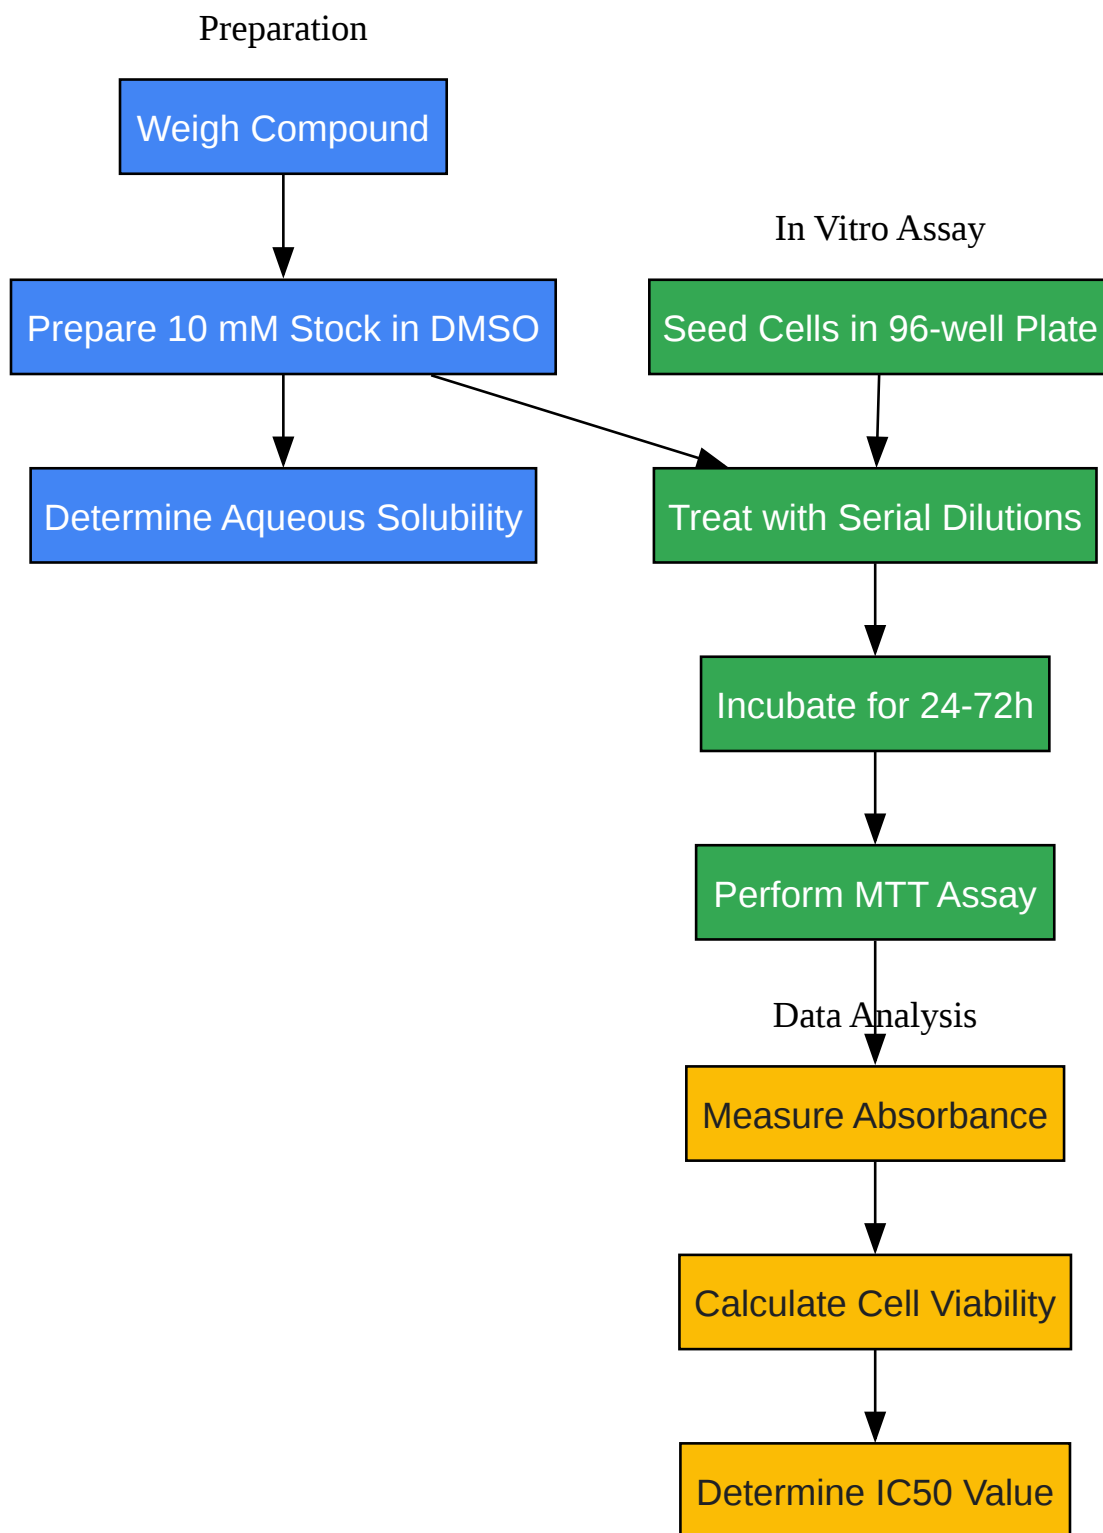 Preparation
Weigh Compound
Prepare 10 mM Stock in DMSO
Determine Aqueous Solubility
In Vitro Assay
Seed Cells in 96-well Plate
Treat with Serial Dilutions
Incubate for 24-72h
Perform MTT Assay
Data Analysis
Measure Absorbance
Calculate Cell Viability
Determine IC50 Value